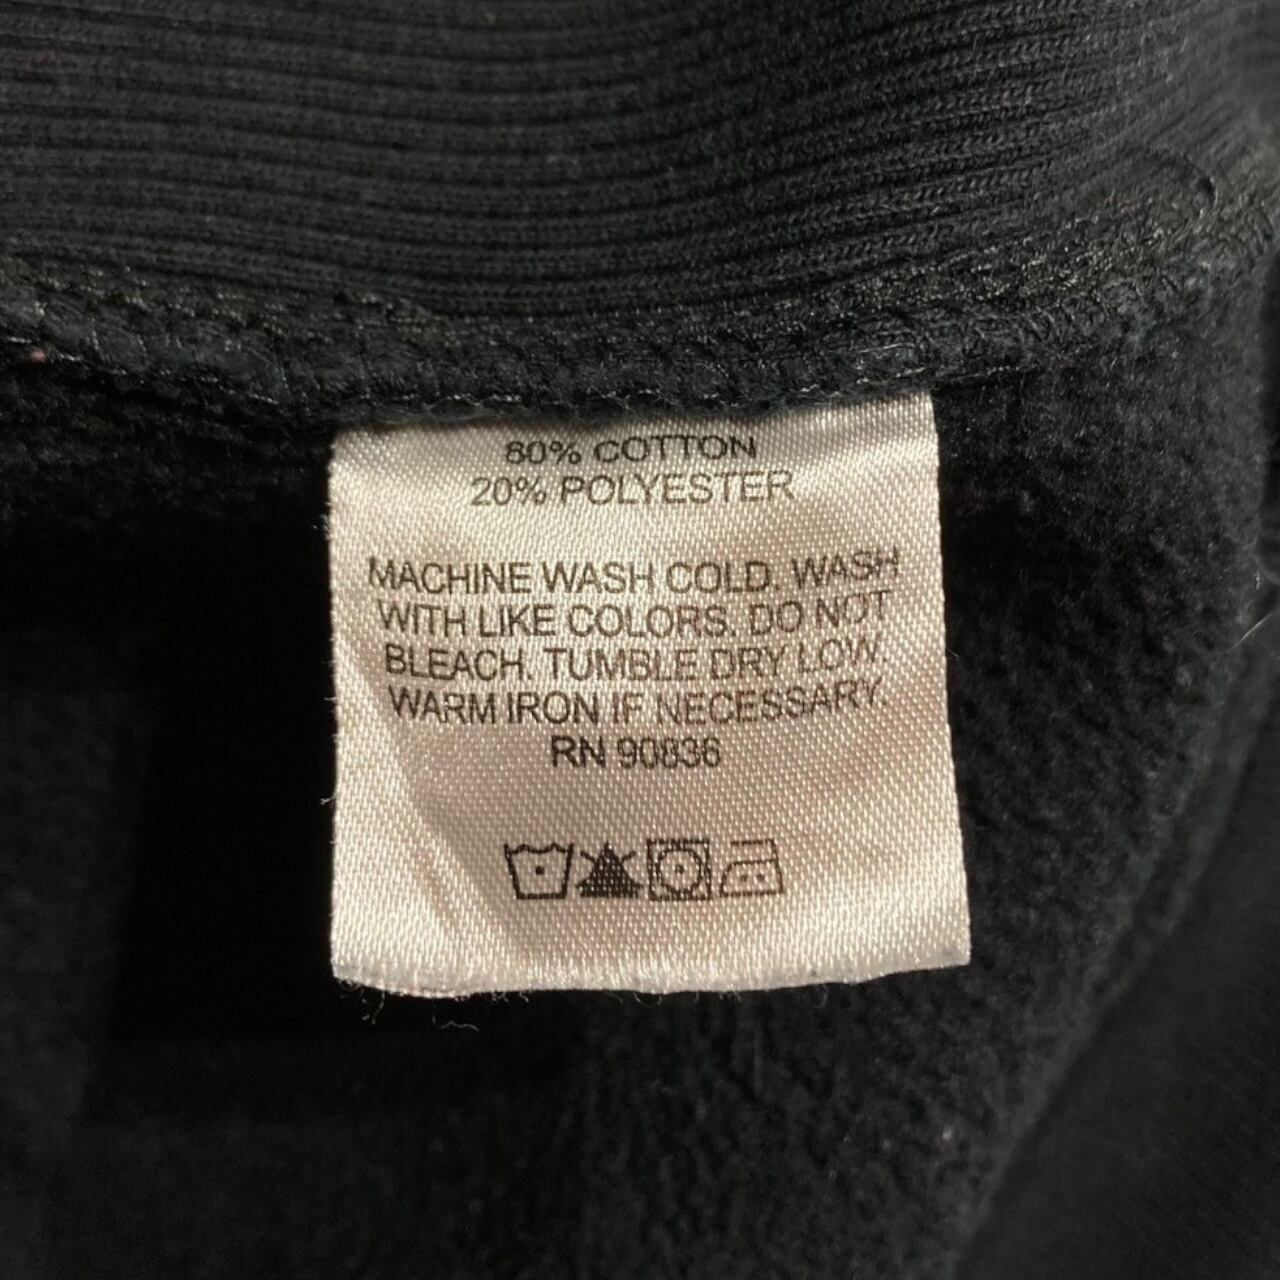 80% COTTON
20% POLYESTER
MACHINE WASH COLD. WASH
WITH LIKE COLORS. DO NOT
BLEACH. TUMBLE DRY LOW.
WARM IRON IF NECESSARY.
RN 90836